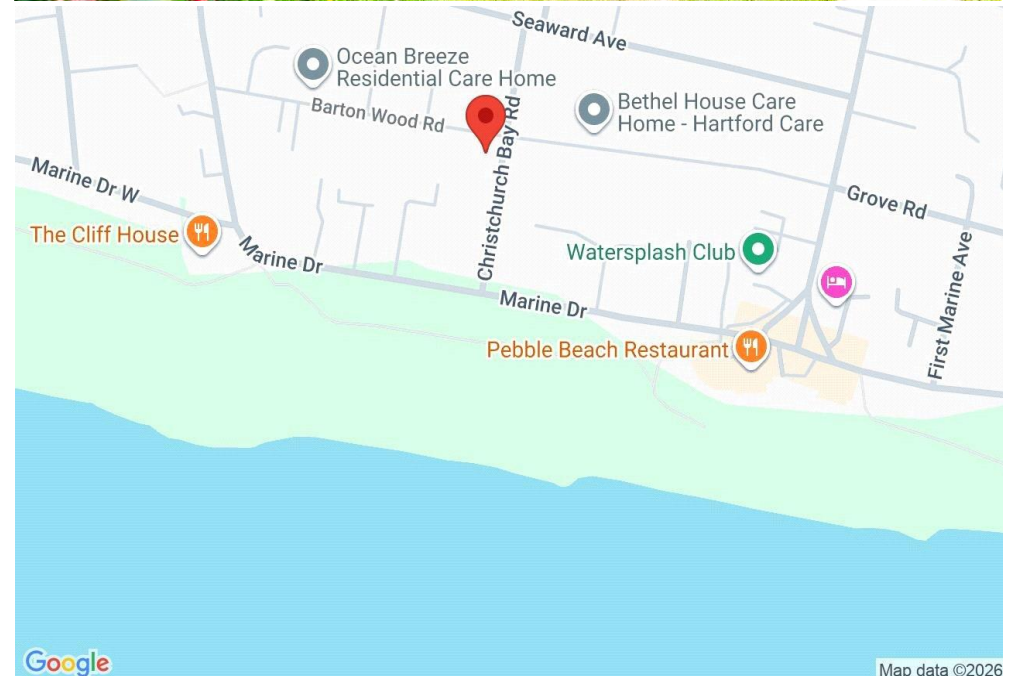 Seaward Ave
Ocean Breeze
Residential Care Home
Barton Wood Rd
Bethel House Care
Home - Hartford Care
Christchurch Bay Rd
Marine Dr W
Grove Rd
The Cliff House
Marine Dr
Watersplash Club
Marine Dr
First Marine Ave
Pebble Beach Restaurant
Google
Map data ©2026